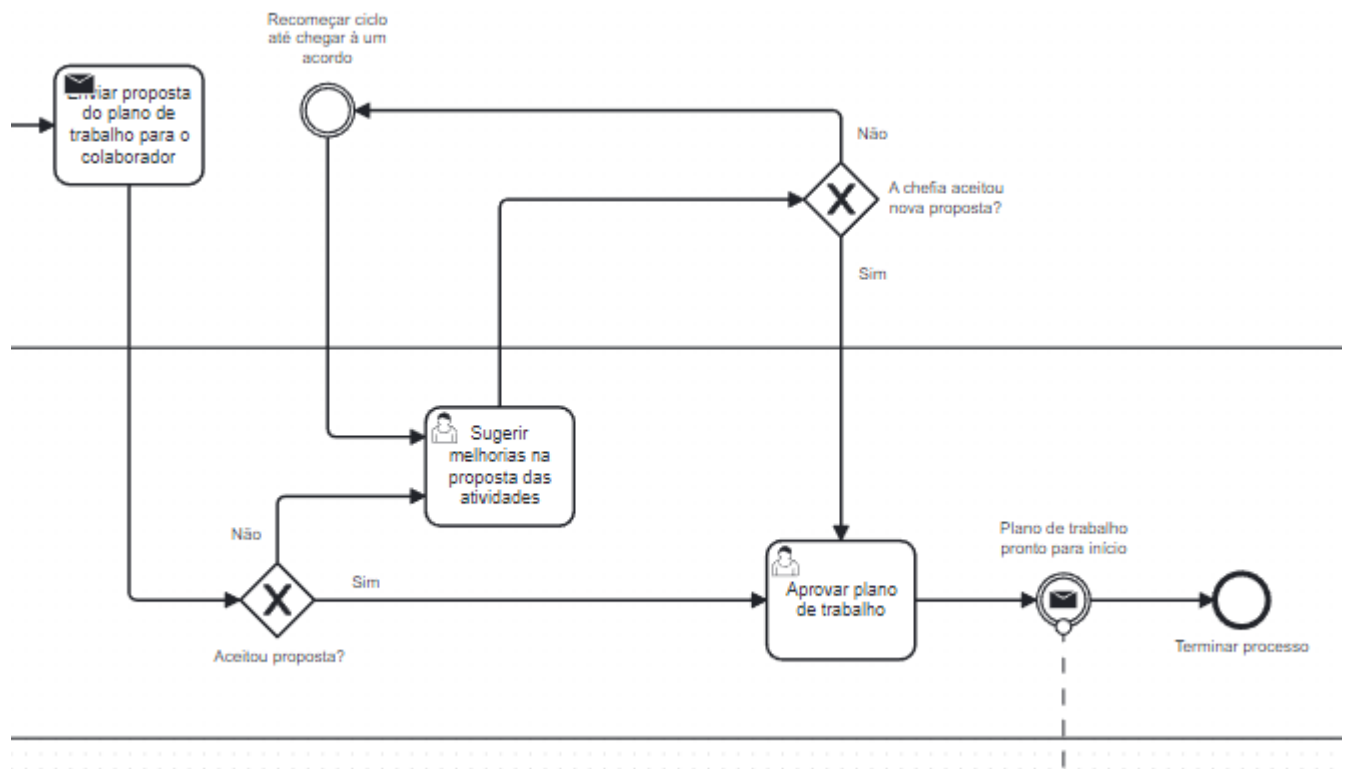 Recomeçar ciclo
até chegar à um
acordo
Enviar proposta
do plano de
trabalho para o
colaborador
Não
A chefia aceitou
nova proposta?
Sim
Sugerir
melhorias na
proposta das
atividades
Não
Sim
Aceitou proposta?
Aprovar plano
de trabalho
Plano de trabalho
pronto para início
Terminar processo